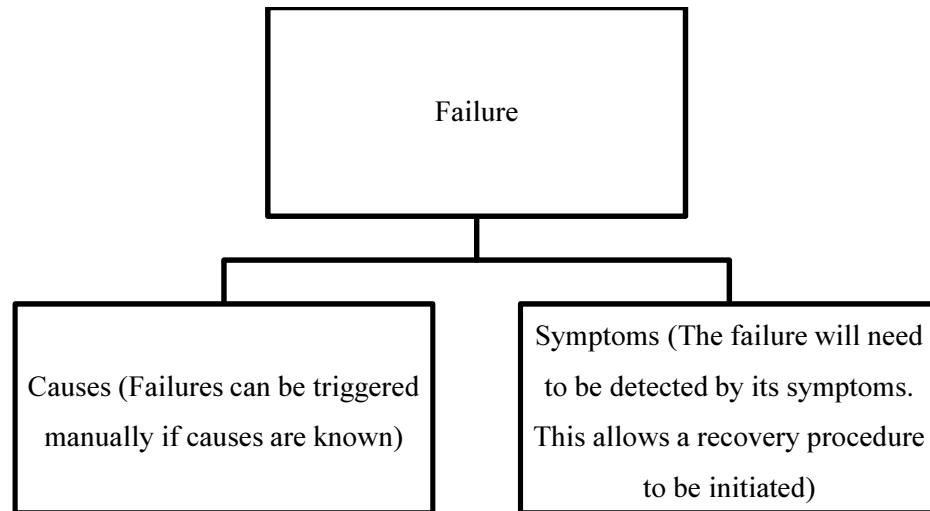 Failure
Causes (Failures can be triggered
manually if causes are known)
Symptoms (The failure will need
to be detected by its symptoms.
This allows a recovery procedure
to be initiated)